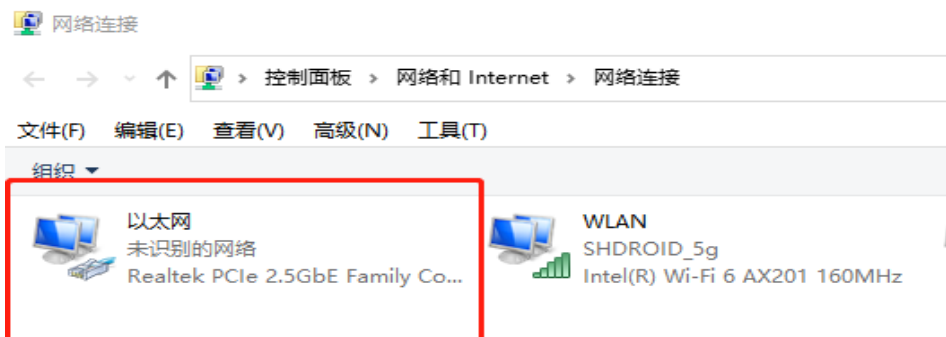 网络连接
控制面板 › 网络和 Internet › 网络连接
文件(F) 编辑(E) 查看(V) 高级(N) 工具(T)
组织
以太网
未识别的网络
Realtek PCIe 2.5GbE Family Co...
WLAN
SHDROID_5g
Intel(R) Wi-Fi 6 AX201 160MHz